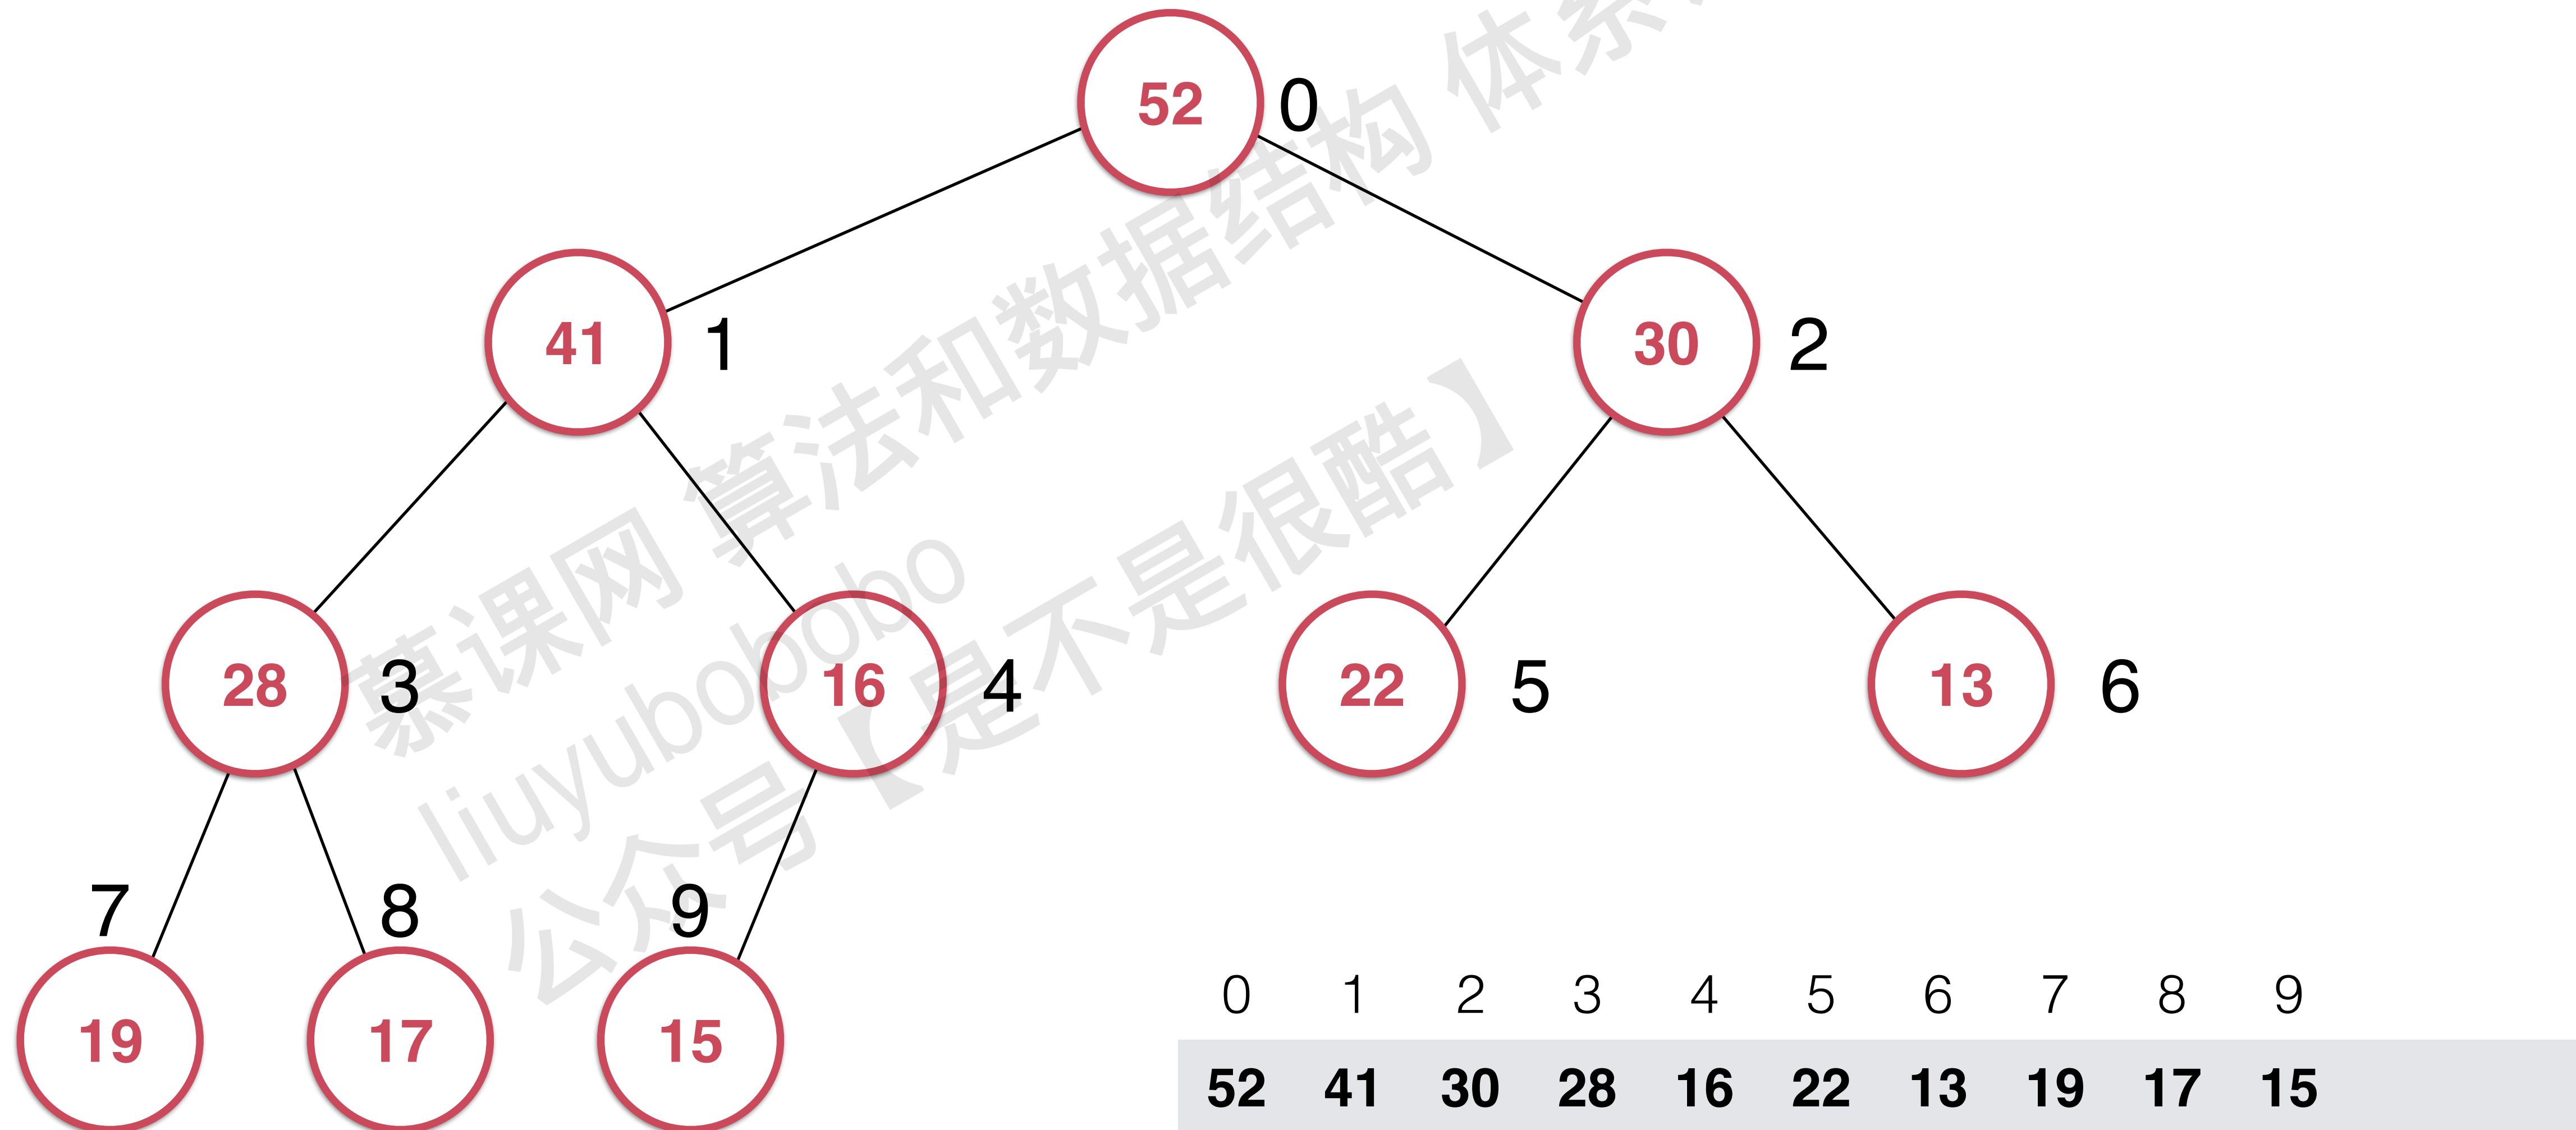 52 0
41 1 30 2
28 3 16 4 22 5 13 6
7 8 9
19 17 15
0 1 2 3 4 5 6 7 8 9
52 41 30 28 16 22 13 19 17 15
慕课网 算法和数据结构 体系
liuyubobobo
公众号【是不是很酷】